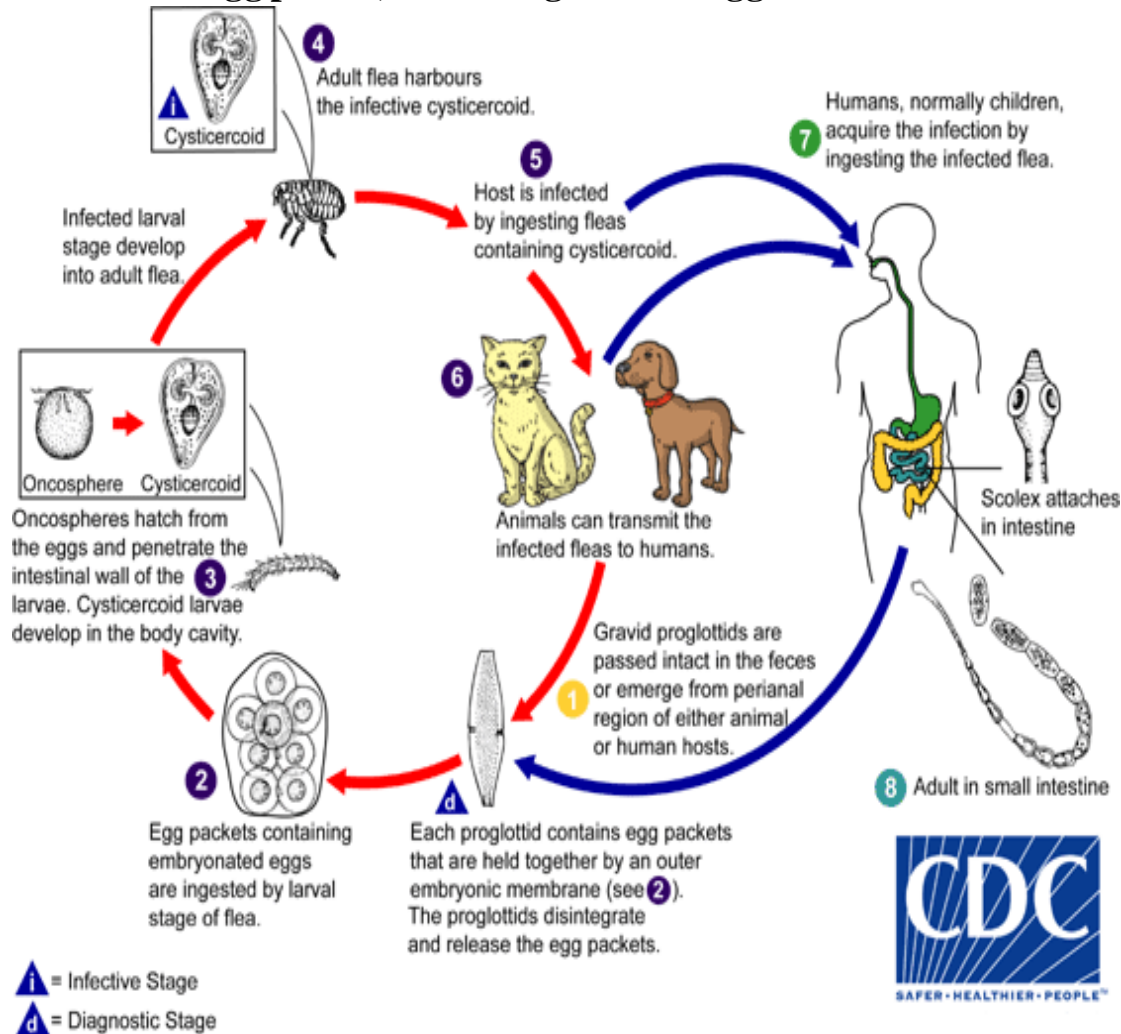 4
Adult flea harbours
the infective cysticercoid.
i
Cysticercoid
Humans, normally children,
7 acquire the infection by
ingesting the infected flea.
5
Host is infected
by ingesting fleas
containing cysticercoid.
Infected larval
stage develop
into adult flea.
6
Oncosphere Cysticercoid
Animals can transmit the
infected fleas to humans.
Scolex attaches
in intestine
Oncospheres hatch from
the eggs and penetrate the
intestinal wall of the 3
larvae. Cysticercoid larvae
develop in the body cavity.
Gravid proglottids are
passed intact in the feces
1 or emerge from perianal
region of either animal
or human hosts.
2
d
8 Adult in small intestine
Egg packets containing
embryonated eggs
are ingested by larval
stage of flea.
Each proglottid contains egg packets
that are held together by an outer
embryonic membrane (see 2).
The proglottids disintegrate
and release the egg packets.
CDC
SAFER•HEALTHIER•PEOPLE™
i = Infective Stage
d = Diagnostic Stage